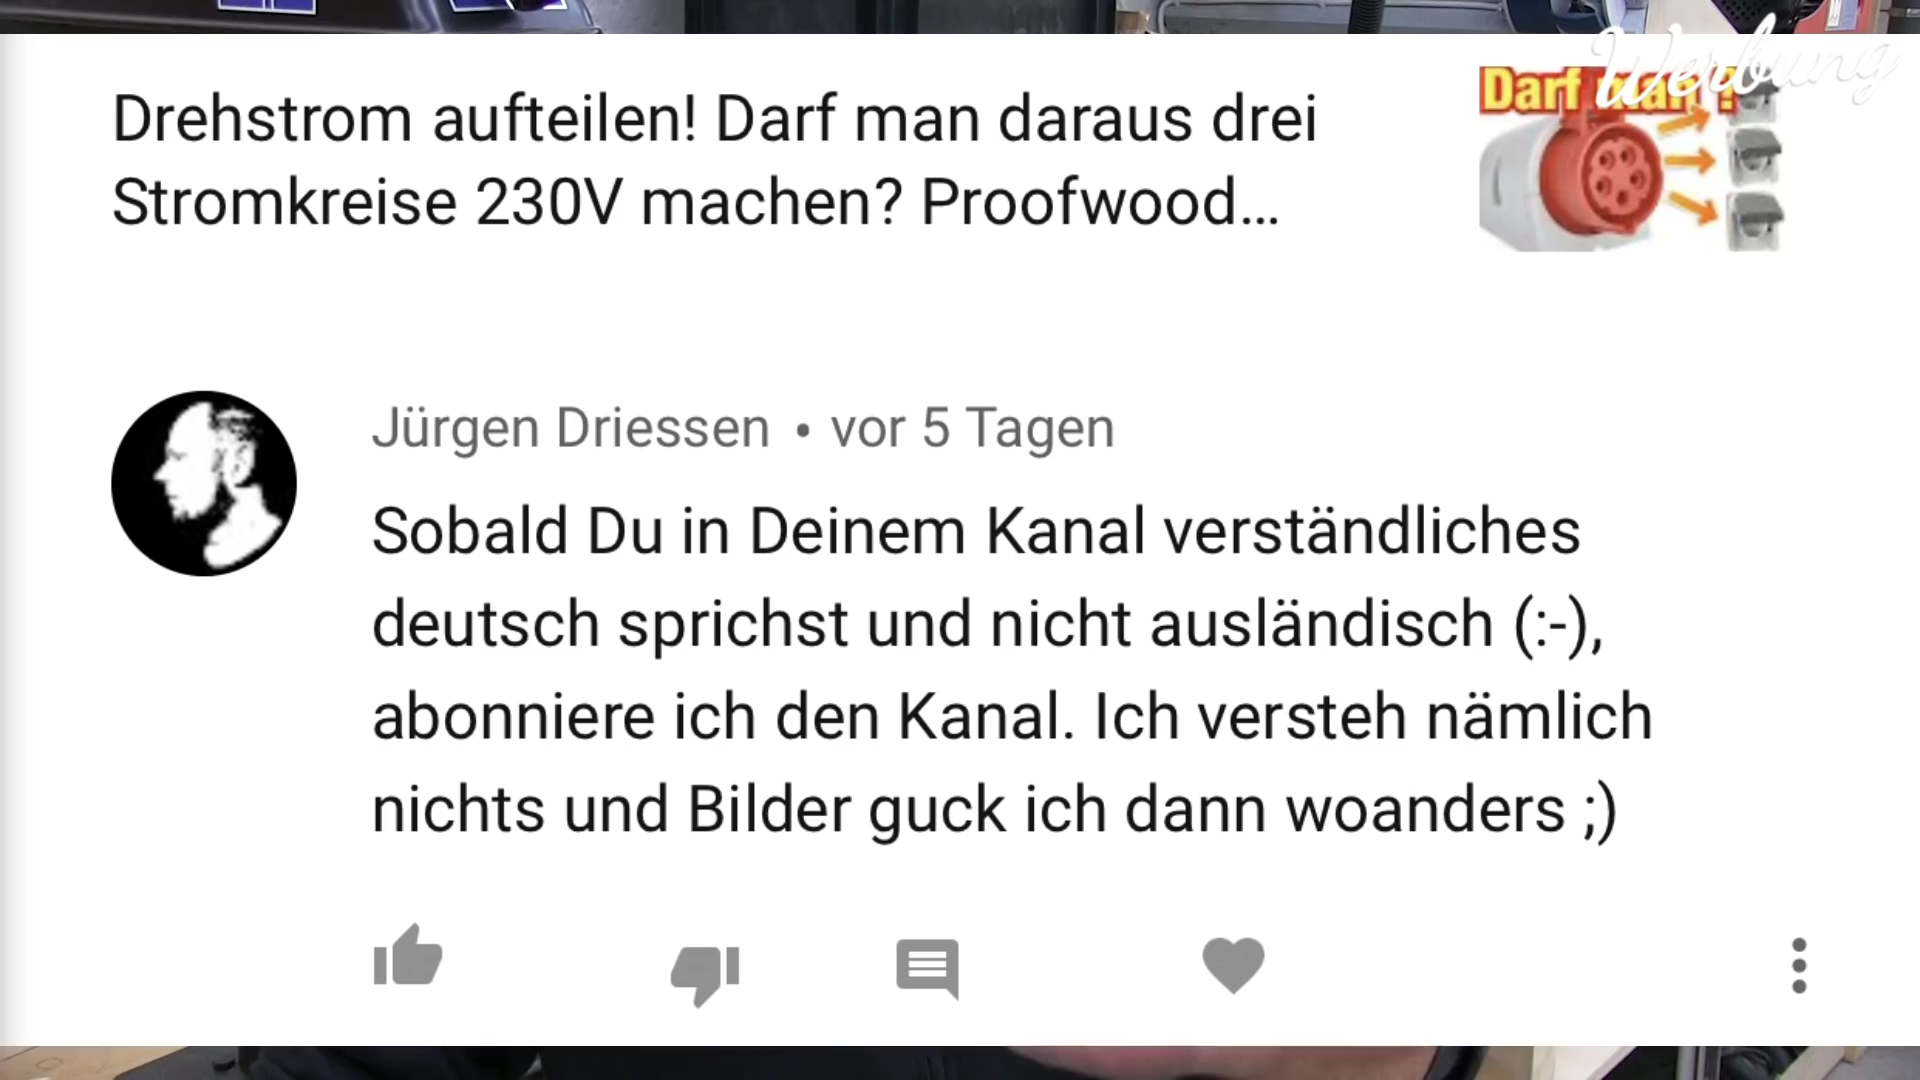 Werbung
Drehstrom aufteilen! Darf man daraus drei
Stromkreise 230V machen? Proofwood...
Darf man ?
Jürgen Driessen • vor 5 Tagen
Sobald Du in Deinem Kanal verständliches
deutsch sprichst und nicht ausländisch (:-),
abonniere ich den Kanal. Ich versteh nämlich
nichts und Bilder guck ich dann woanders ;)